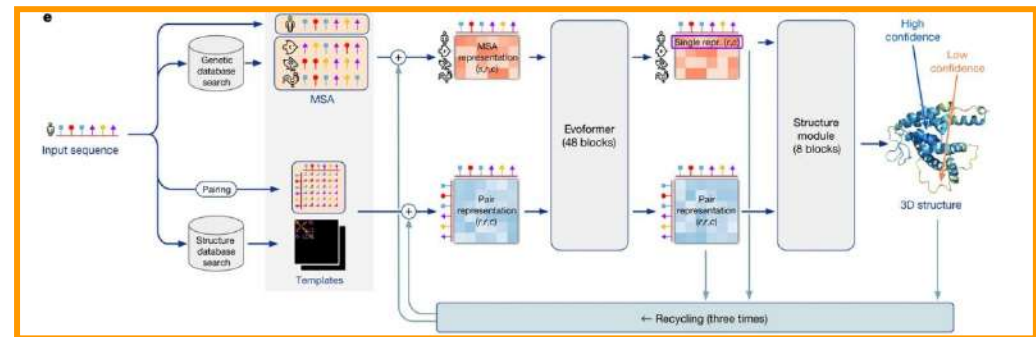 e
Input sequence
Genetic
database
search
MSA
Pairing
Structure
database
search
Templates
+
+
MSA
representation
(s,r,c)
Pair
representation
(r,r,c)
Evoformer
(48 blocks)
Single repr. (r,c)
Pair
representation
(r,r,c)
Structure
module
(8 blocks)
High
confidence
Low
confidence
3D structure
← Recycling (three times)